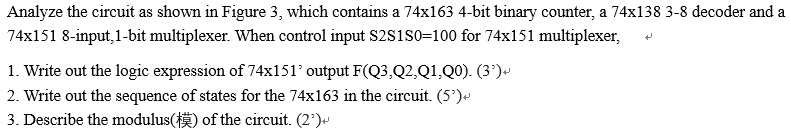 Analyze the circuit as shown in Figure 3, which contains a 74x163 4-bit binary counter, a 74x138 3-8 decoder and a
74x151 8-input,1-bit multiplexer. When control input S2S1S0=100 for 74x151 multiplexer, ↵
1. Write out the logic expression of 74x151’ output F(Q3,Q2,Q1,Q0). (3’)↵
2. Write out the sequence of states for the 74x163 in the circuit. (5’)↵
3. Describe the modulus(模) of the circuit. (2’)↵